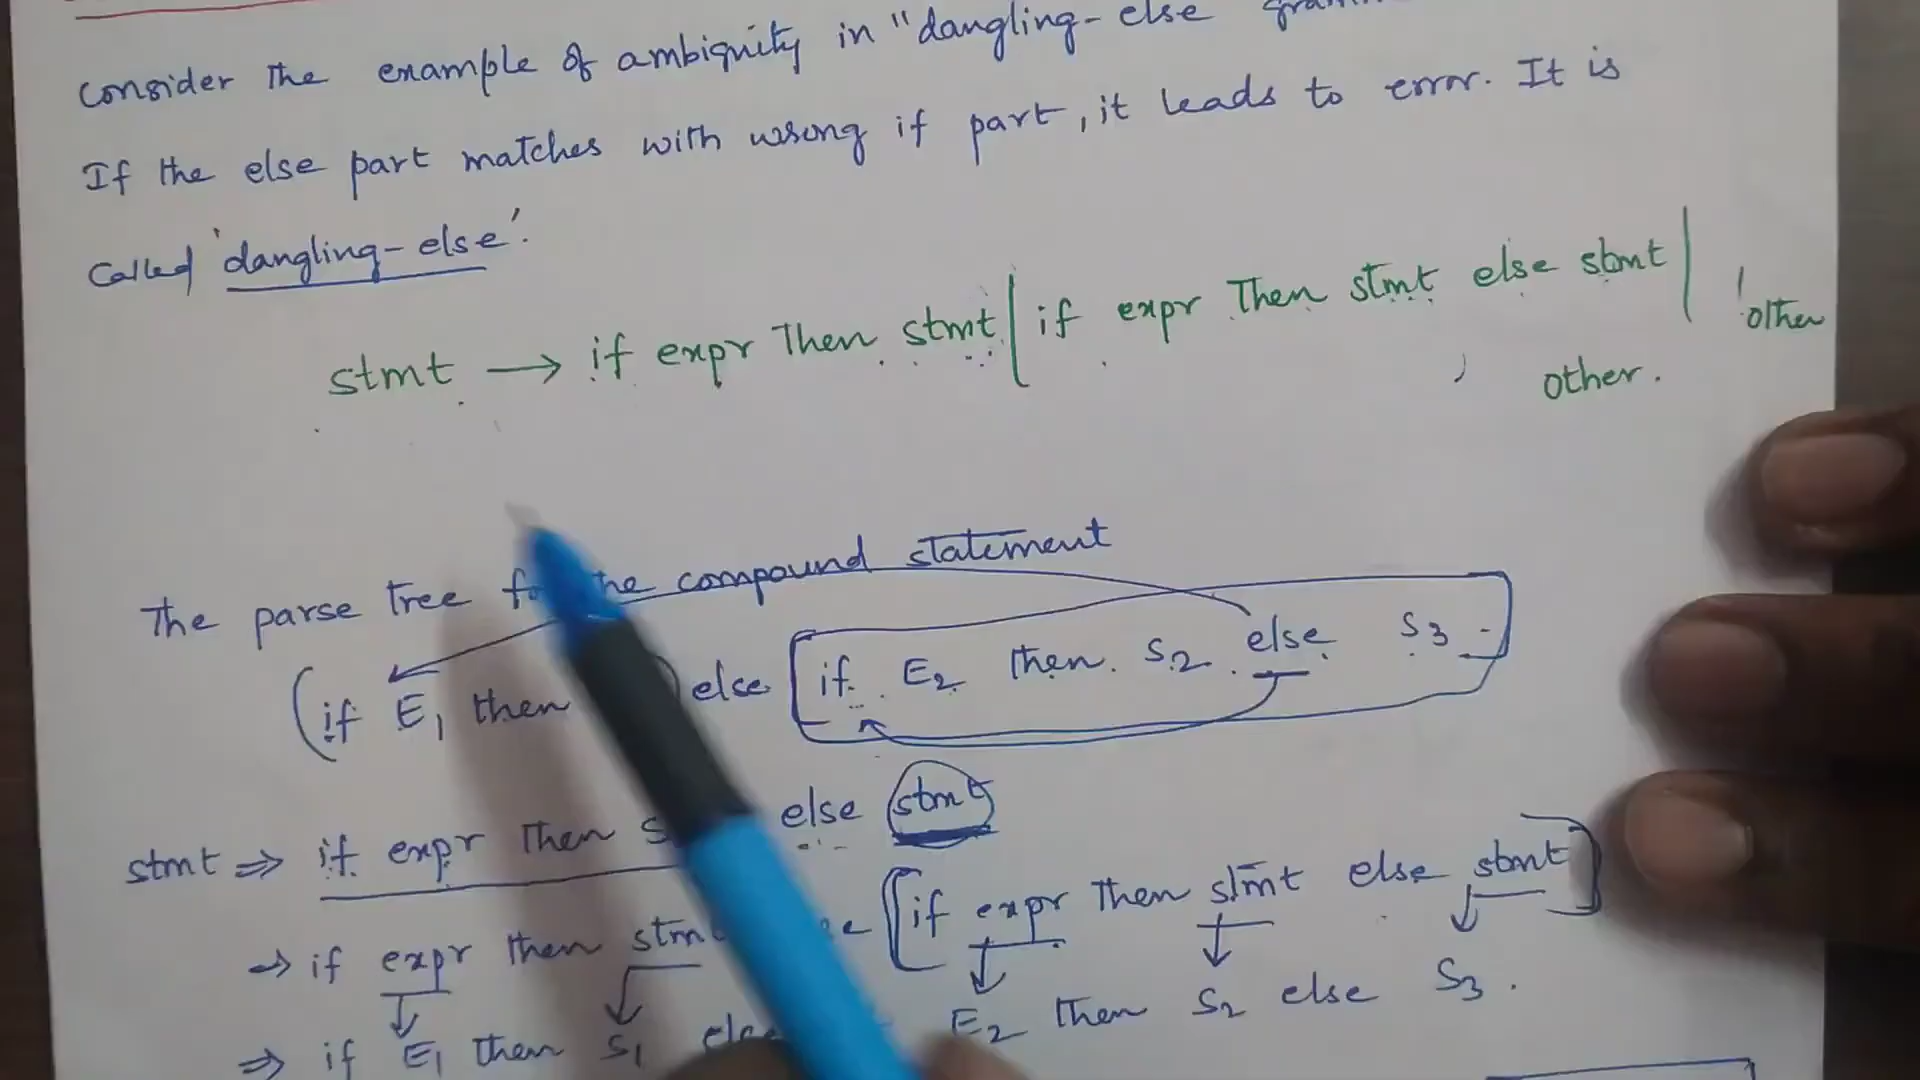 consider the example of ambiquity in "dangling-else
If the else part matches with wrong if part, it leads to error. It is
called 'dangling-else'.
stmt → if expr Then stmt | if expr Then stmt else stmt | other
other.
The parse tree the compound statement
(if E1 then ) else [if E2 then S2 else S3
stmt ⇒ if expr Then else stmt
→ if expr then [if expr Then stmt else stmt]
⇒ if E1 then S1 E2 then S2 else S3.